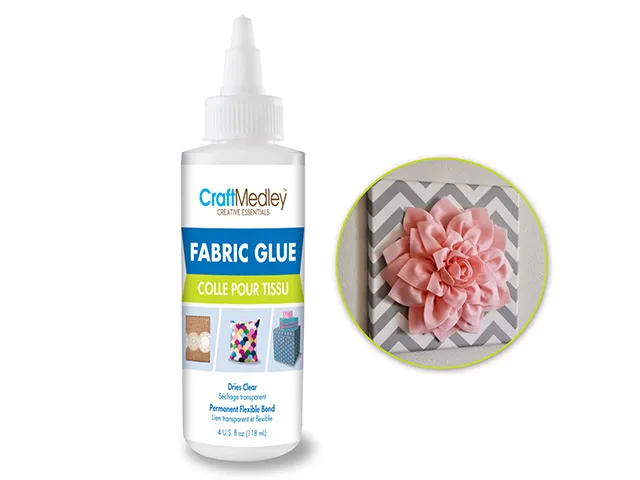 CraftMedley™
CREATIVE ESSENTIALS
FABRIC GLUE
COLLE POUR TISSU
Dries Clear
Séchage transparent
Permanent Flexible Bond
Lien transparent et flexible
4 U.S. fl oz (118 mL)